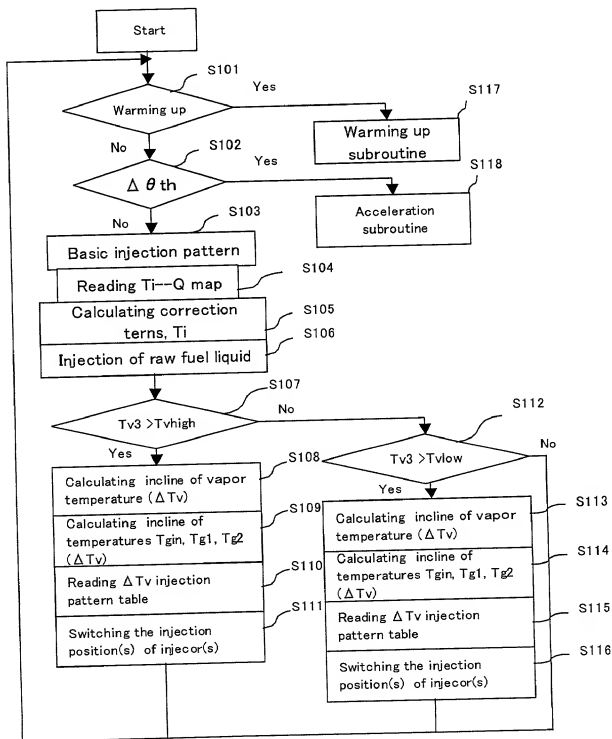 Start
S101
Yes
Warming up
S117
Warming up
subroutine
No
S102
Yes
Δθth
S118
Acceleration
subroutine
No
S103
Basic injection pattern
S104
Reading Ti--Q map
S105
Calculating correction
terns, Ti
S106
Injection of raw fuel liquid
S107
No
Tv3 >Tvhigh
S112
Tv3 >Tvlow
No
Yes
S108
Calculating incline of vapor
temperature (ΔTv)
S109
Calculating incline of
temperatures Tgin, Tg1, Tg2
(ΔTv)
S110
Reading ΔTv injection
pattern table
S111
Switching the injection
position(s) of injecor(s)
Yes
S113
Calculating incline of vapor
temperature (ΔTv)
S114
Calculating incline of
temperatures Tgin, Tg1, Tg2
(ΔTv)
S115
Reading ΔTv injection
pattern table
S116
Switching the injection
position(s) of injecor(s)